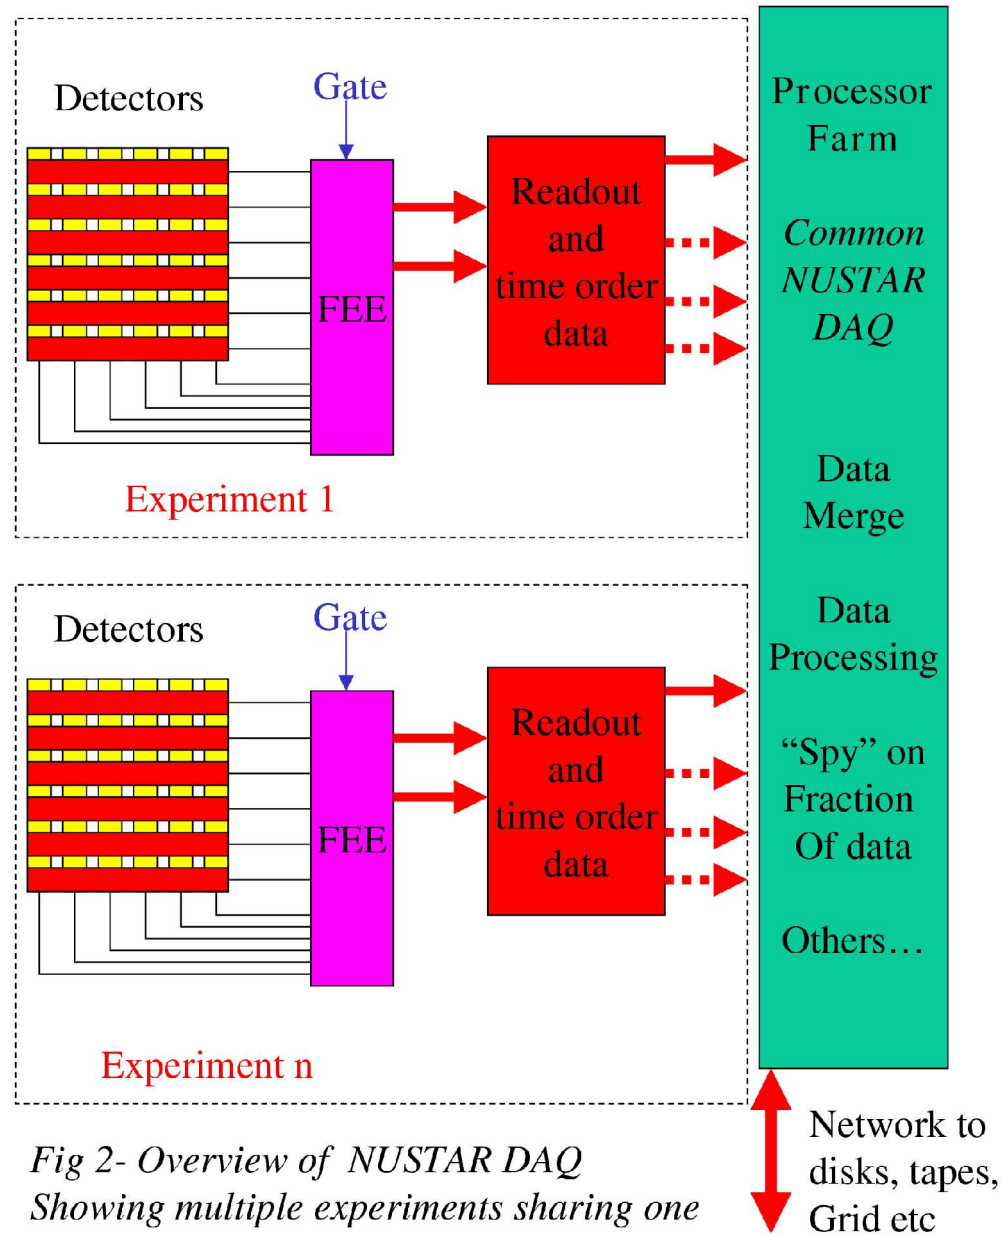 Detectors
Gate
FEE
Readout
and
time order
data
Experiment 1
Detectors
Gate
FEE
Readout
and
time order
data
Experiment n
Processor
Farm
Common
NUSTAR
DAQ
Data
Merge
Data
Processing
“Spy” on
Fraction
Of data
Others…
Network to
disks, tapes,
Grid etc
Fig 2- Overview of NUSTAR DAQ
Showing multiple experiments sharing one